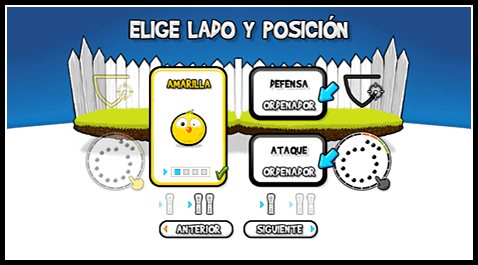 ELIGE LADO Y POSICIÓN
AMARILLA
DEFENSA
ORDENADOR
ATAQUE
ORDENADOR
ANTERIOR
SIGUIENTE